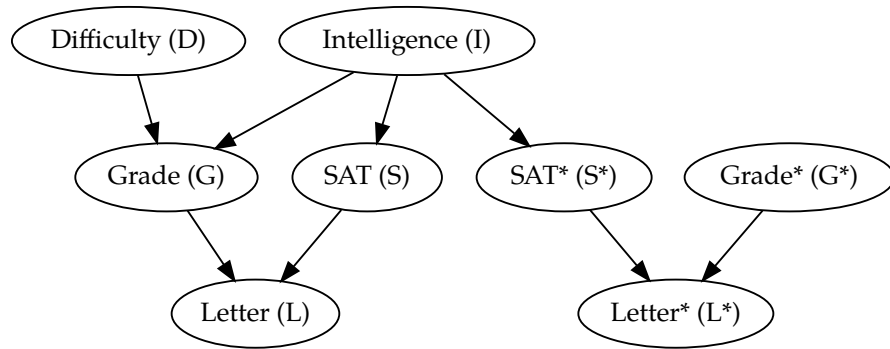 Difficulty (D)
Intelligence (I)
Grade (G)
SAT (S)
SAT* (S*)
Grade* (G*)
Letter (L)
Letter* (L*)